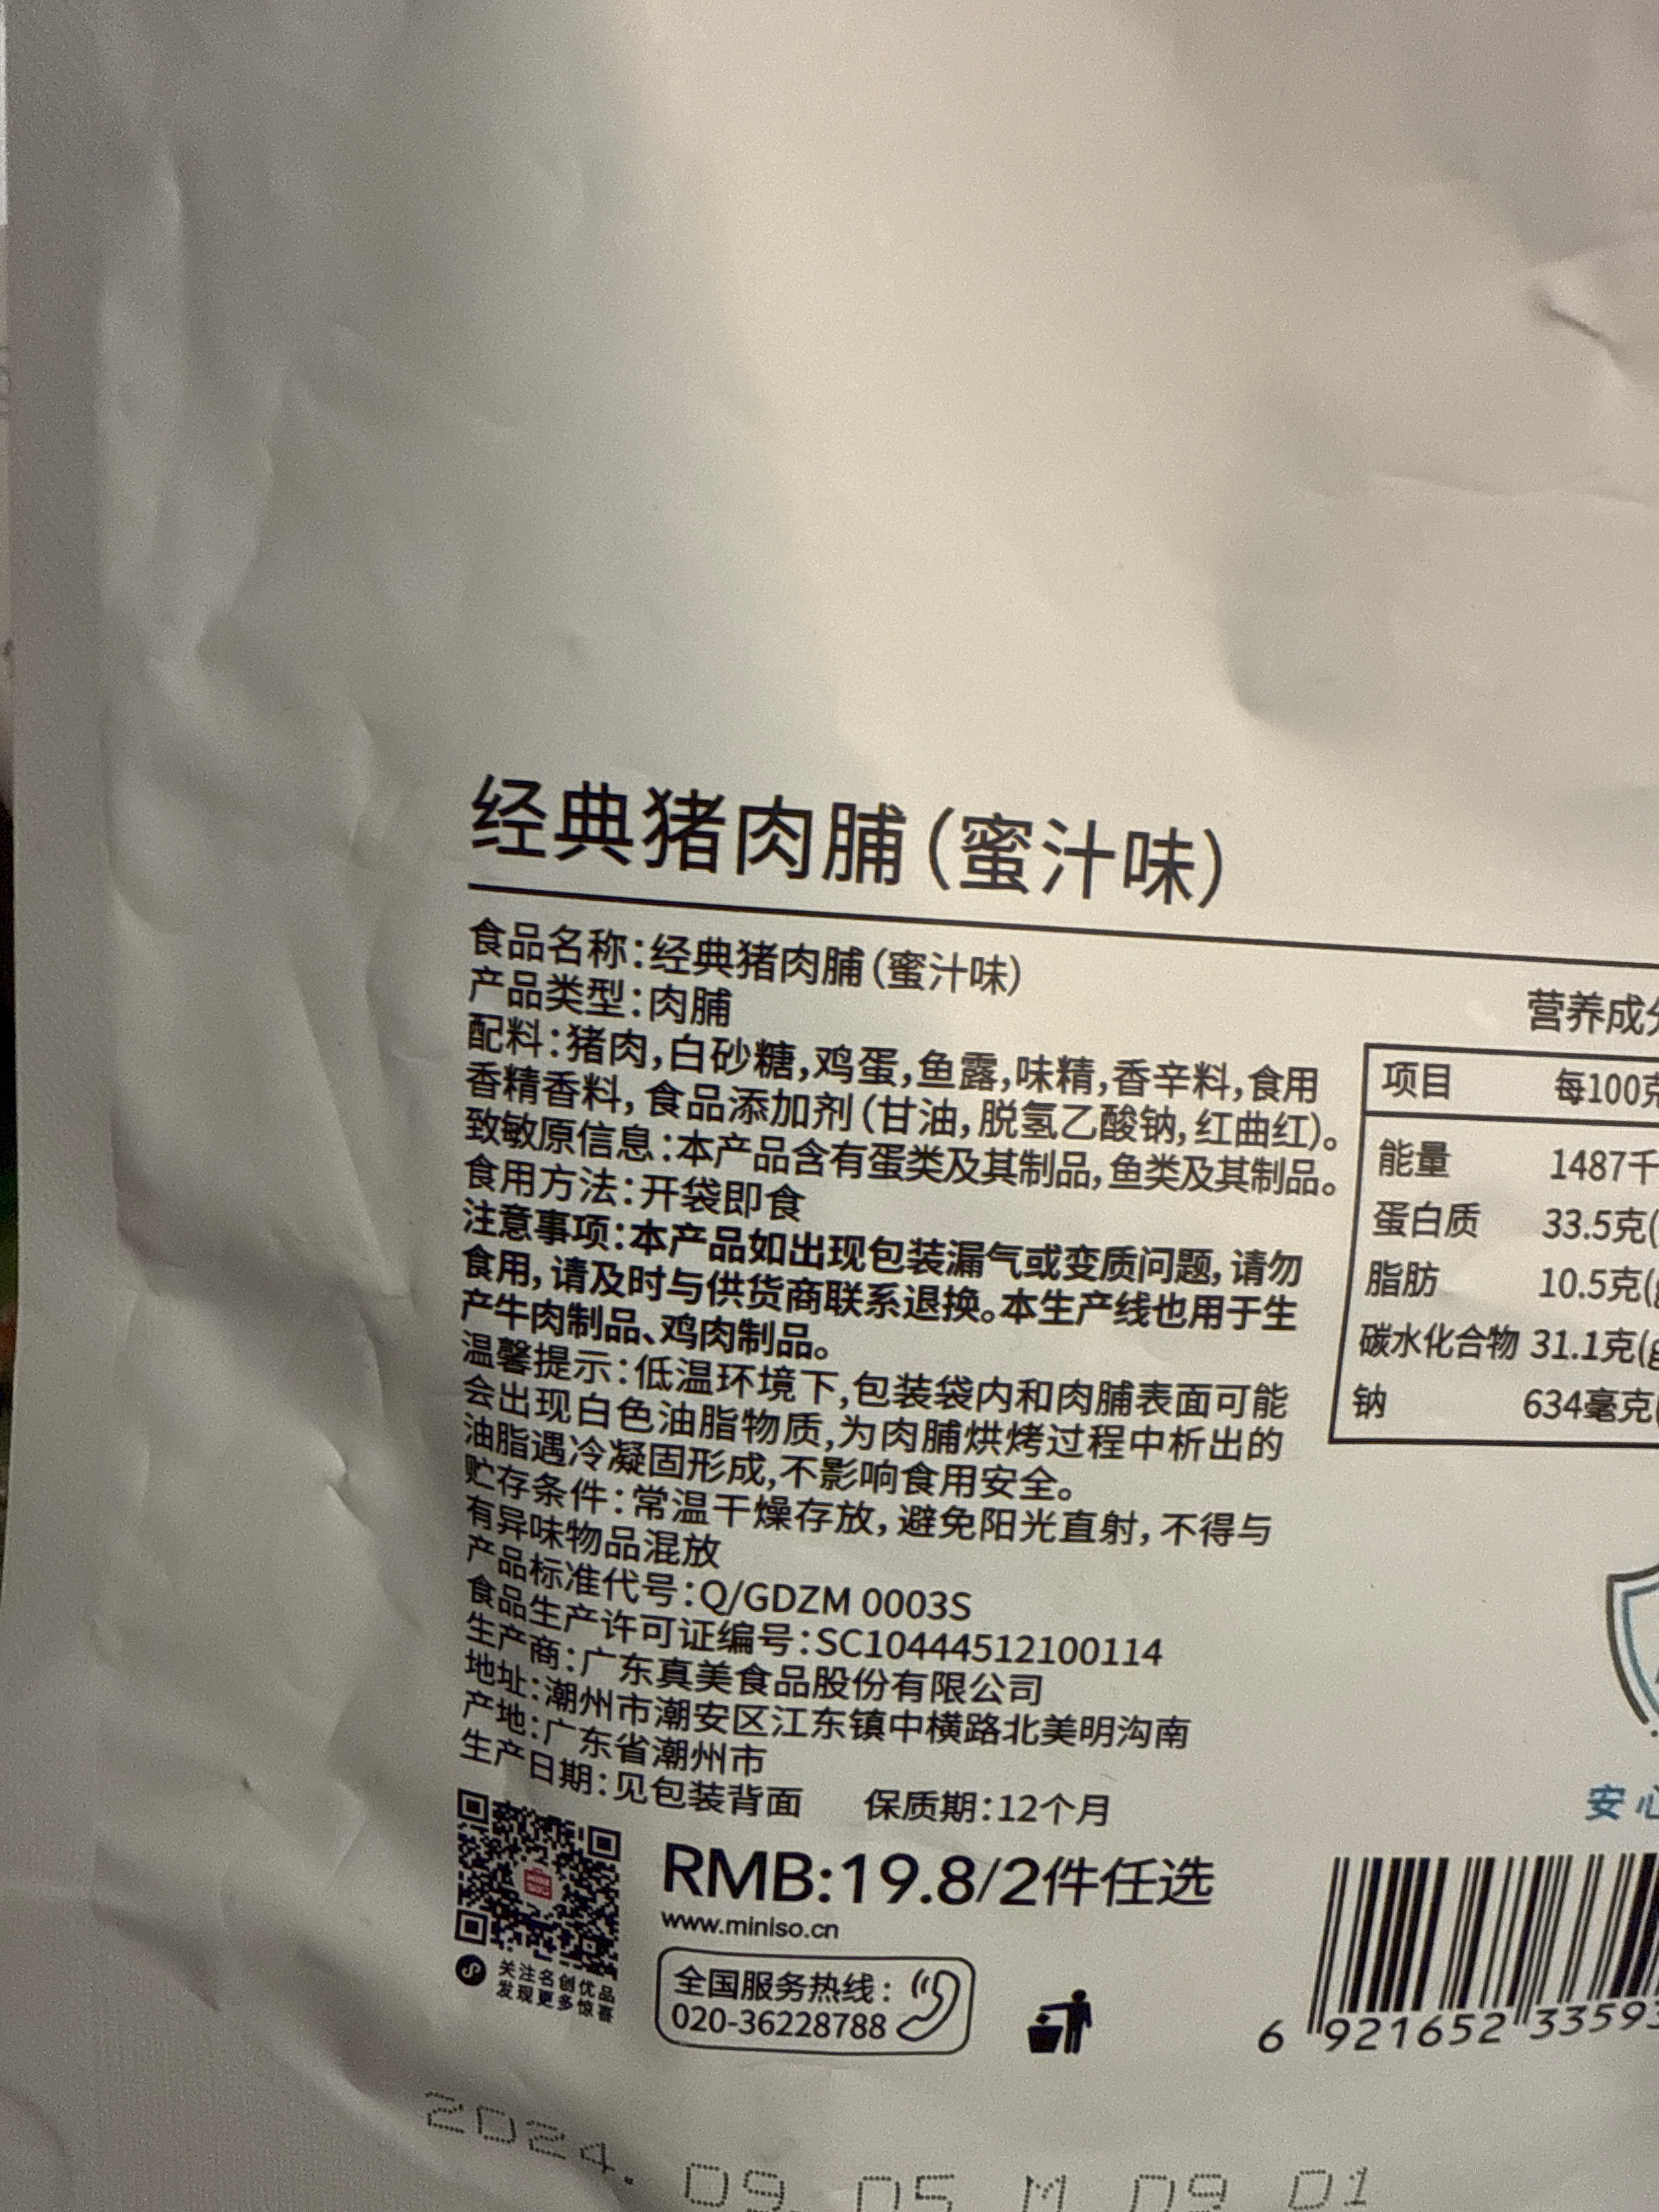 经典猪肉脯(蜜汁味)
食品名称:经典猪肉脯(蜜汁味)
产品类型:肉脯
配料:猪肉,白砂糖,鸡蛋,鱼露,味精,香辛料,食用
香精香料,食品添加剂(甘油,脱氢乙酸钠,红曲红)。
致敏原信息:本产品含有蛋类及其制品,鱼类及其制品。
食用方法:开袋即食
注意事项:本产品如出现包装漏气或变质问题,请勿
食用,请及时与供货商联系退换。本生产线也用于生
产牛肉制品、鸡肉制品。
温馨提示:低温环境下,包装袋内和肉脯表面可能
会出现白色油脂物质,为肉脯烘烤过程中析出的
油脂遇冷凝固形成,不影响食用安全。
贮存条件:常温干燥存放,避免阳光直射,不得与
有异味物品混放
产品标准代号:Q/GDZM 0003S
食品生产许可证编号:SC10444512100114
生产商:广东真美食品股份有限公司
地址:潮州市潮安区江东镇中横路北美明沟南
产地:广东省潮州市
生产日期:见包装背面 保质期:12个月
营养成分
项目 每100克
能量 1487千
蛋白质 33.5克(
脂肪 10.5克(g
碳水化合物 31.1克(g
钠 634毫克(
安心
RMB:19.8/2件任选
www.miniso.cn
全国服务热线:
020-36228788
关注名创优品
发现更多惊喜
6 921652 33593
2024.09.05 M 09 01